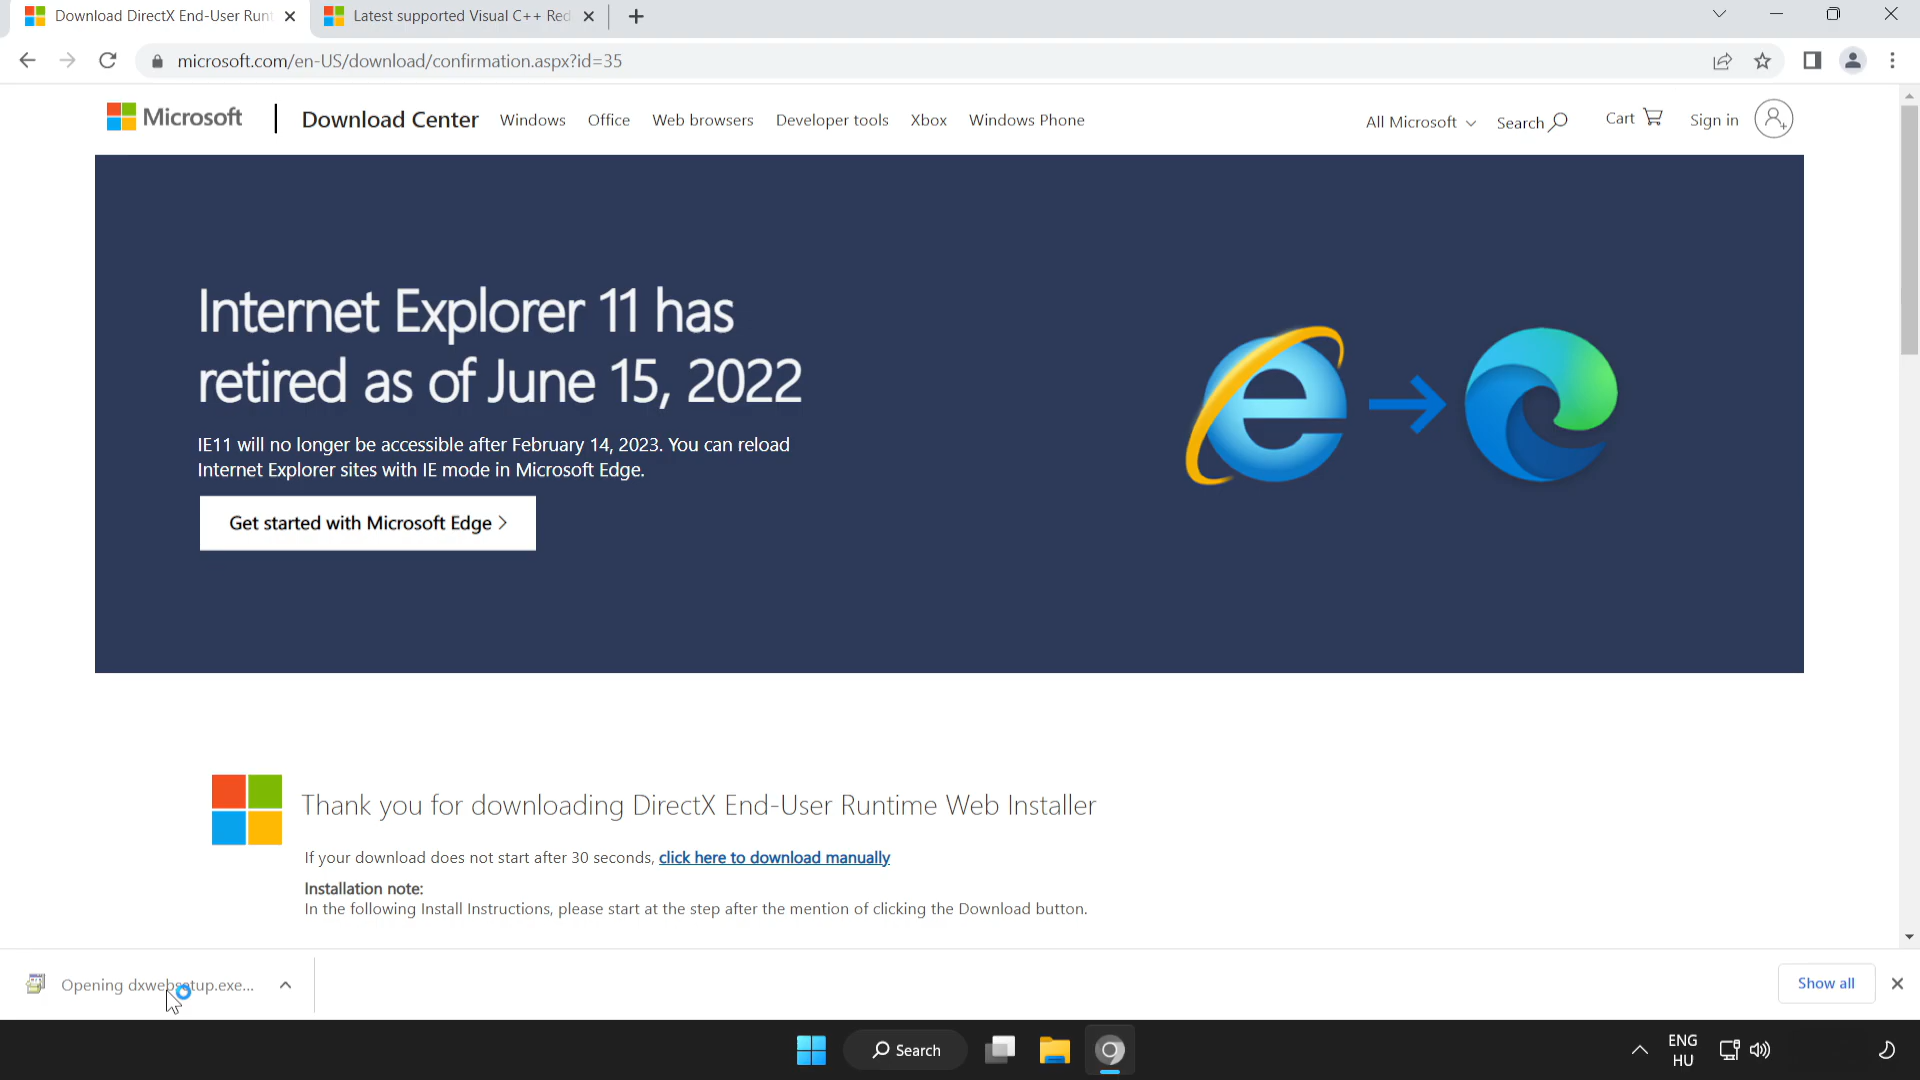 Download DirectX End-User Runt
Latest supported Visual C++ Red
microsoft.com/en-US/download/confirmation.aspx?id=35
Microsoft
Download Center
Windows
Office
Web browsers
Developer tools
Xbox
Windows Phone
All Microsoft
Search
Cart
Sign in
Internet Explorer 11 has
retired as of June 15, 2022
IE11 will no longer be accessible after February 14, 2023. You can reload
Internet Explorer sites with IE mode in Microsoft Edge.
Get started with Microsoft Edge
Thank you for downloading DirectX End-User Runtime Web Installer
If your download does not start after 30 seconds, click here to download manually
Installation note:
In the following Install Instructions, please start at the step after the mention of clicking the Download button.
Opening dxwebsetup.exe...
Show all
Search
ENG
HU